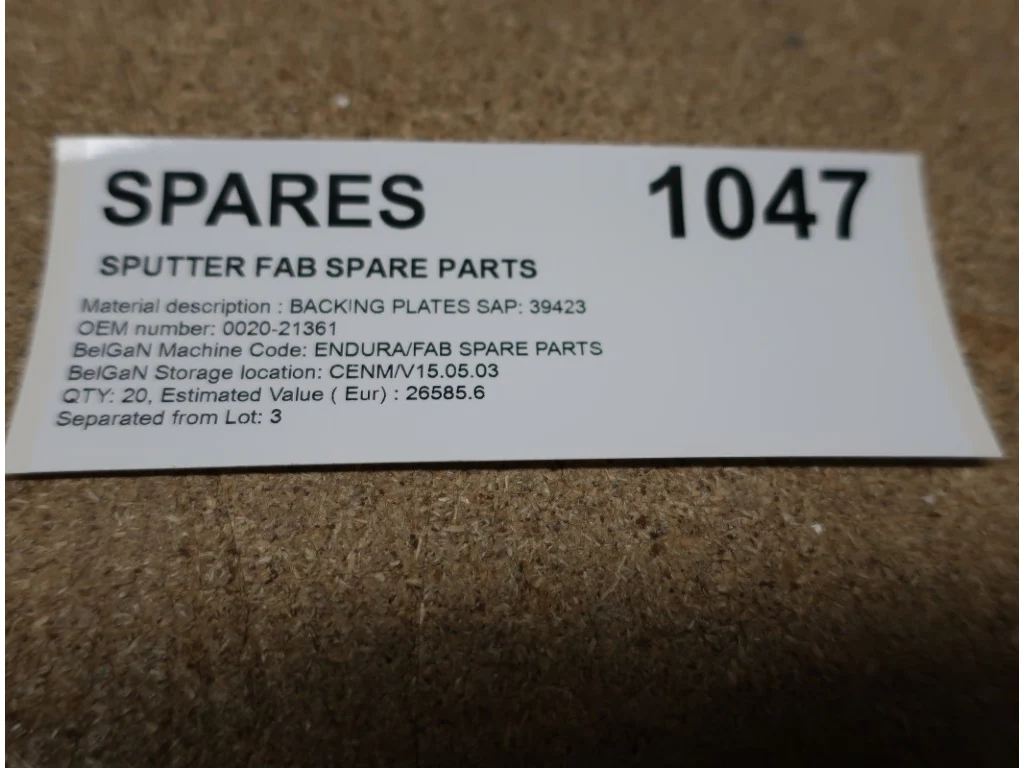 SPARES 1047
SPUTTER FAB SPARE PARTS
Material description : BACKING PLATES SAP: 39423
OEM number: 0020-21361
BelGaN Machine Code: ENDURA/FAB SPARE PARTS
BelGaN Storage location: CENM/V15.05.03
QTY: 20, Estimated Value ( Eur) : 26585.6
Separated from Lot: 3